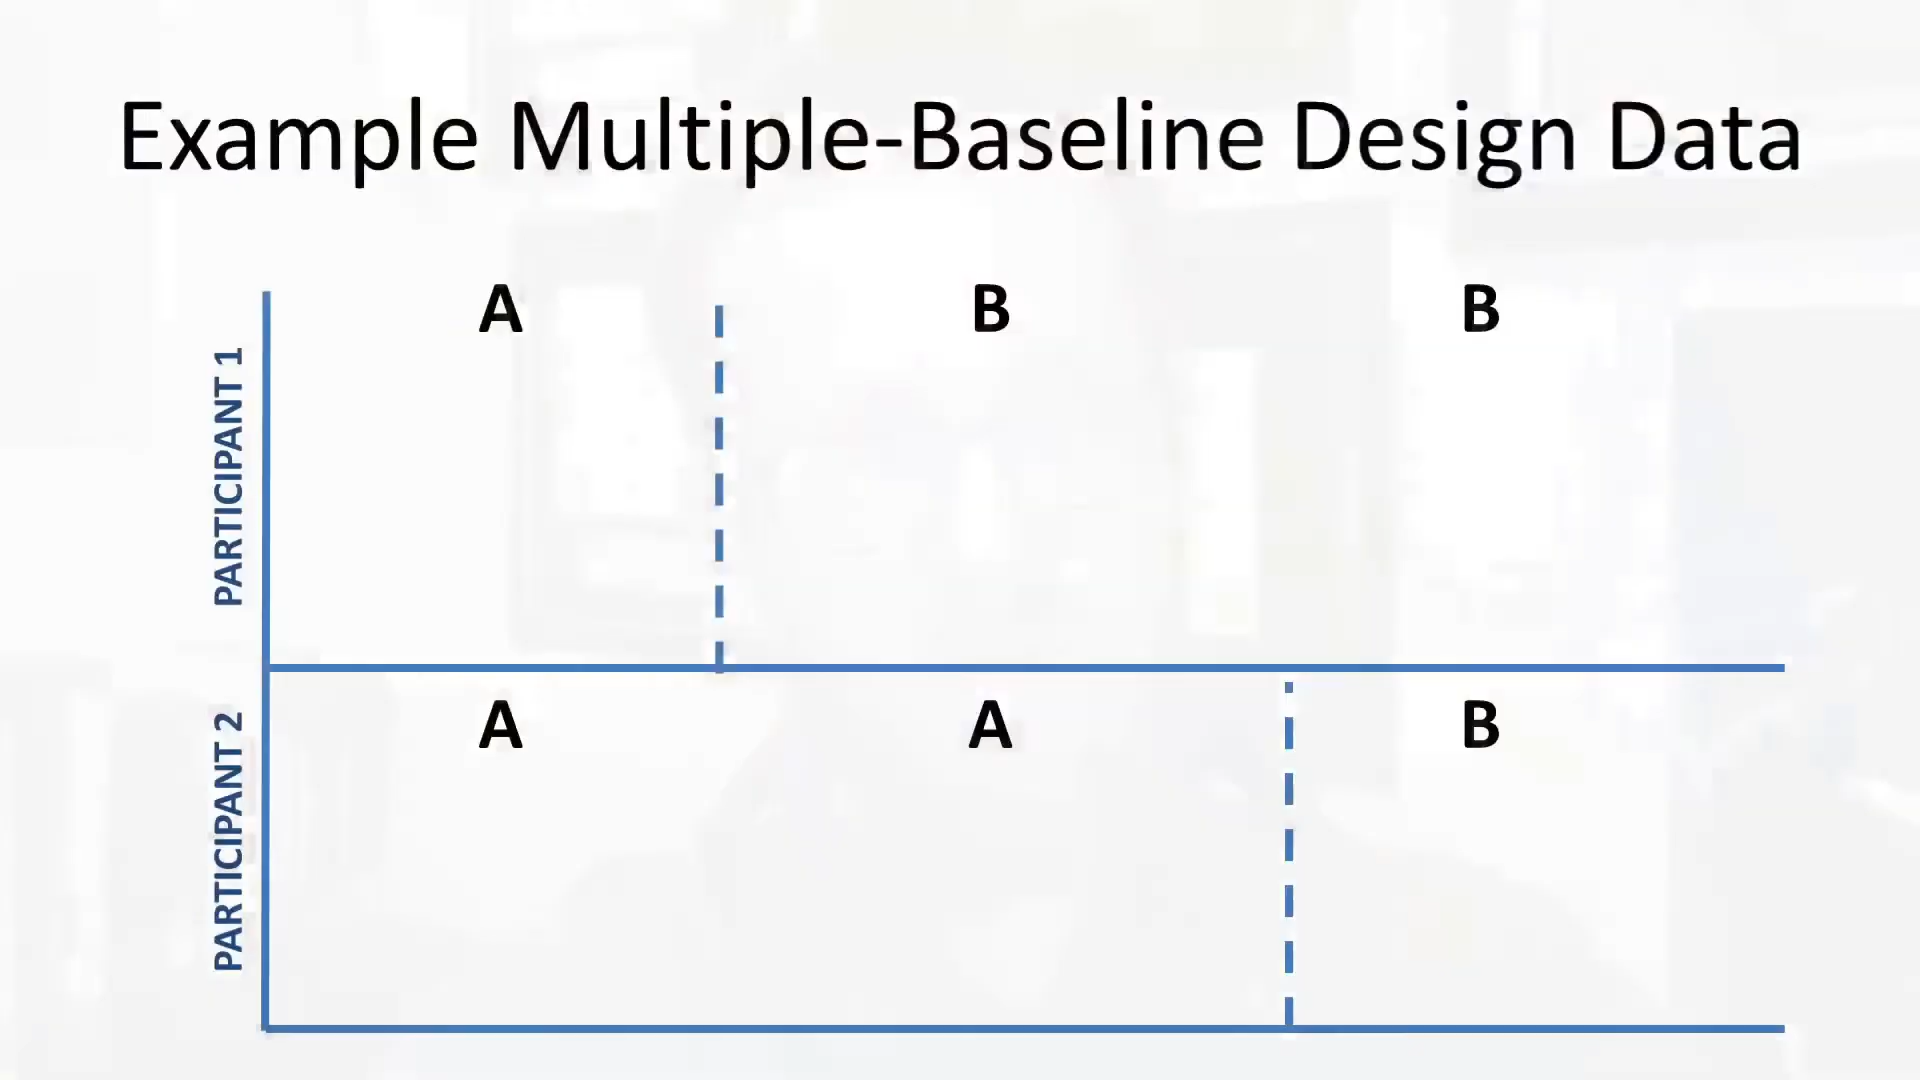 Example Multiple-Baseline Design Data
A B B
PARTICIPANT 1
A A B
PARTICIPANT 2